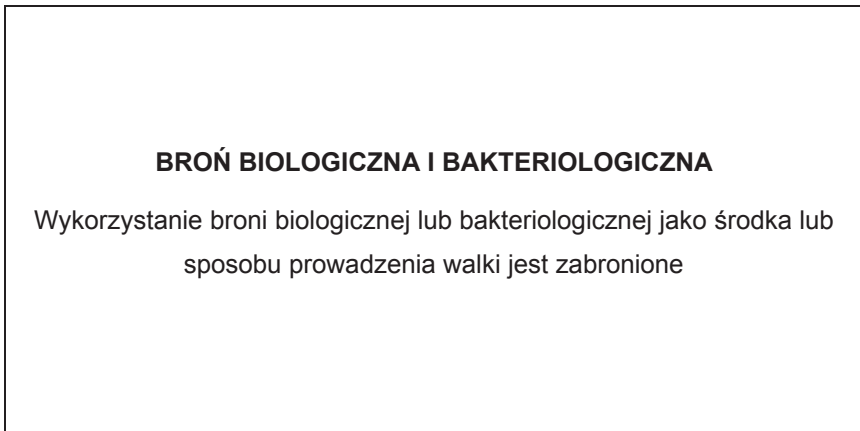 BROŃ BIOLOGICZNA I BAKTERIOLOGICZNA
Wykorzystanie broni biologicznej lub bakteriologicznej jako środka lub
sposobu prowadzenia walki jest zabronione